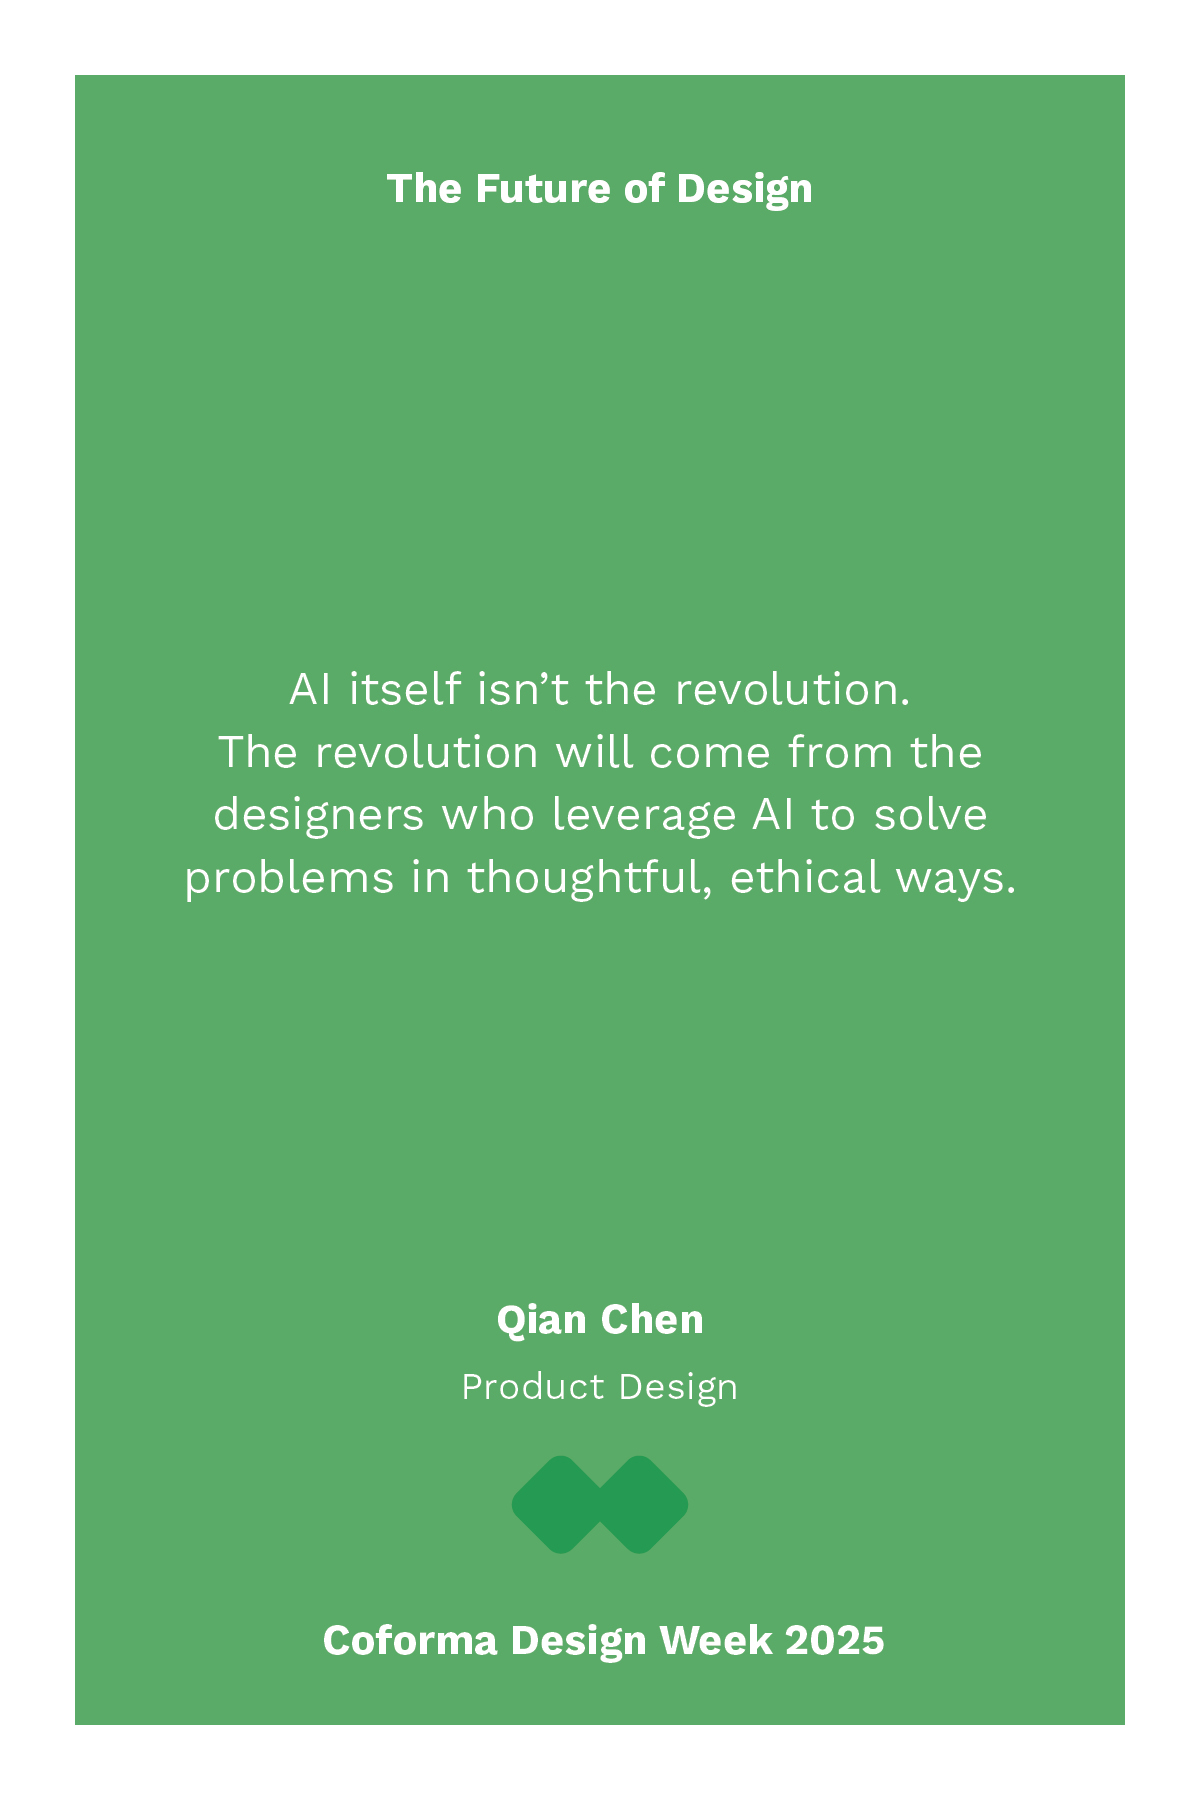 The Future of Design
AI itself isn’t the revolution.
The revolution will come from the
designers who leverage AI to solve
problems in thoughtful, ethical ways.
Qian Chen
Product Design
Coforma Design Week 2025